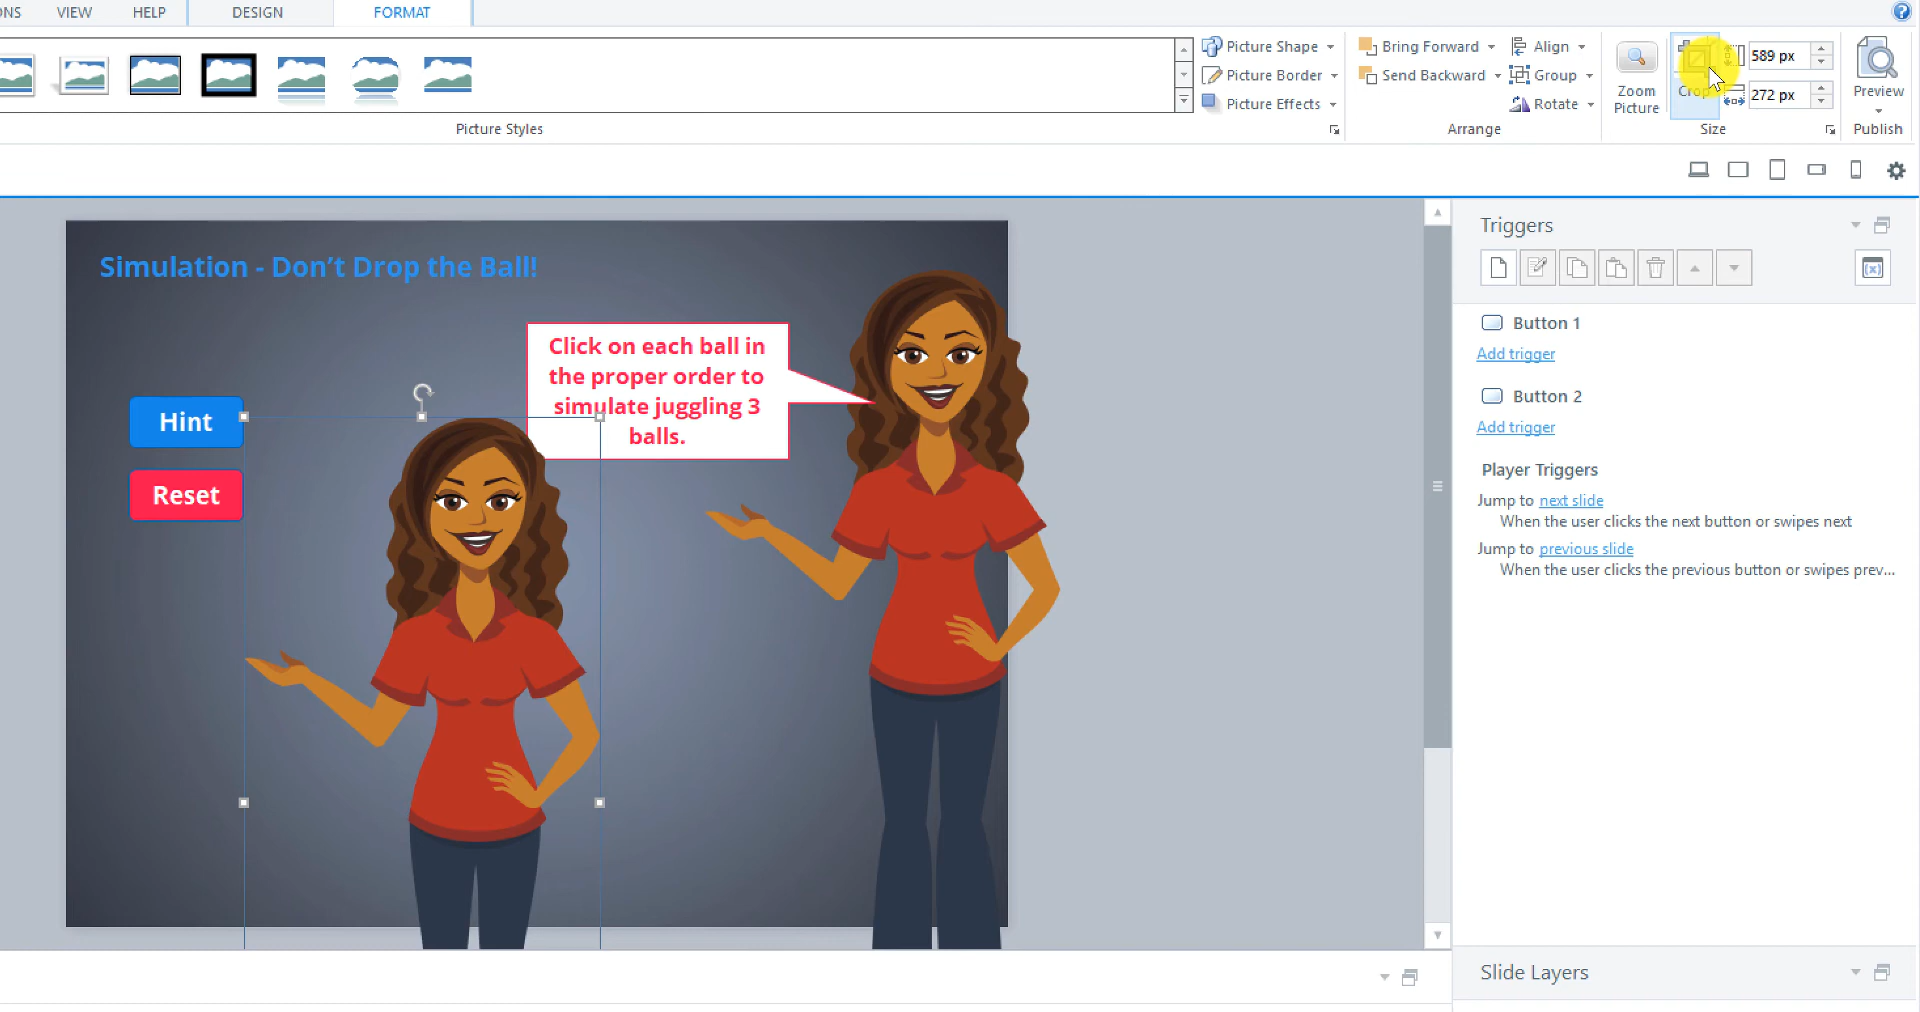 ONS
VIEW
HELP
DESIGN
FORMAT
Picture Shape
Picture Border
Picture Effects
Picture Styles
Bring Forward
Send Backward
Align
Group
Rotate
Arrange
Zoom
Picture
Crop
589 px
272 px
Size
Preview
Publish
Simulation - Don't Drop the Ball!
Click on each ball in
the proper order to
simulate juggling 3
balls.
Hint
Reset
Triggers
Button 1
Add trigger
Button 2
Add trigger
Player Triggers
Jump to next slide
When the user clicks the next button or swipes next
Jump to previous slide
When the user clicks the previous button or swipes prev...
Slide Layers